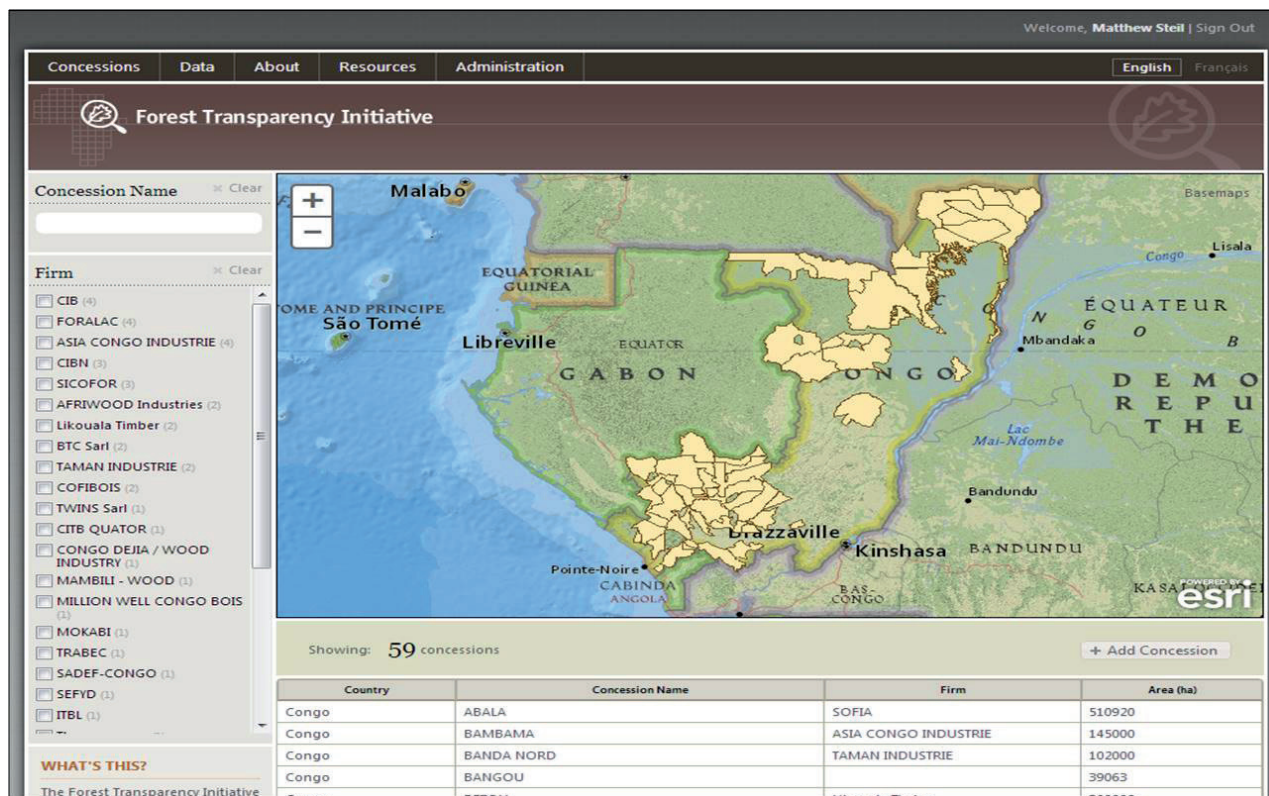 Welcome, Matthew Steil | Sign Out
Concessions Data About Resources Administration English Français
Forest Transparency Initiative
Concession Name × Clear
Firm × Clear
CIB (4)
FORALAC (4)
ASIA CONGO INDUSTRIE (4)
CIBN (3)
SICOFOR (3)
AFRIWOOD Industries (2)
Likouala Timber (2)
BTC Sarl (2)
TAMAN INDUSTRIE (2)
COFIBOIS (2)
TWINS Sarl (1)
CITB QUATOR (1)
CONGO DEJIA / WOOD
INDUSTRY (1)
MAMBILI - WOOD (1)
MILLION WELL CONGO BOIS
(1)
MOKABI (1)
TRABEC (1)
SADEF-CONGO (1)
SEFYD (1)
ITBL (1)
WHAT'S THIS?
The Forest Transparency Initiative
+
−
Malabo
Basemaps
Lisala
Congo
EQUATORIAL
GUINEA
OME AND PRINCIPE
São Tomé
ÉQUATEUR
Libreville
EQUATOR
Mbandaka
GABON
CONGO
CONGO
B
DEMO
REPU
THE
Lac
Mai-Ndombe
Bandundu
Brazzaville
Kinshasa
BANDUNDU
Pointe-Noire
CABINDA
ANGOLA
BAS-
CONGO
POWERED BY
esri
Showing: 59 concessions + Add Concession
Country Concession Name Firm Area (ha)
Congo ABALA SOFIA 510920
Congo BAMBAMA ASIA CONGO INDUSTRIE 145000
Congo BANDA NORD TAMAN INDUSTRIE 102000
Congo BANGOU 39063